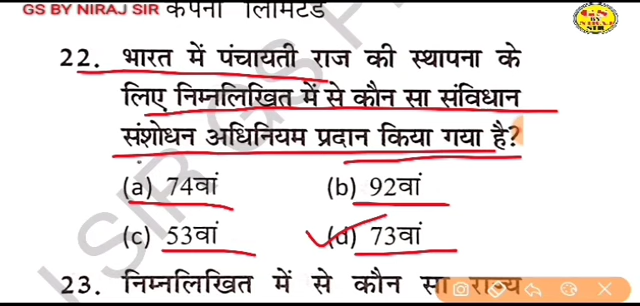 GS BY NIRAJ SIR कंपनी लिमिटेड
22. भारत में पंचायती राज की स्थापना के
लिए निम्नलिखित में से कौन सा संविधान
संशोधन अधिनियम प्रदान किया गया है?
(a) 74वां (b) 92वां
(c) 53वां (d) 73वां
23. निम्नलिखित में से कौन सा राज्य